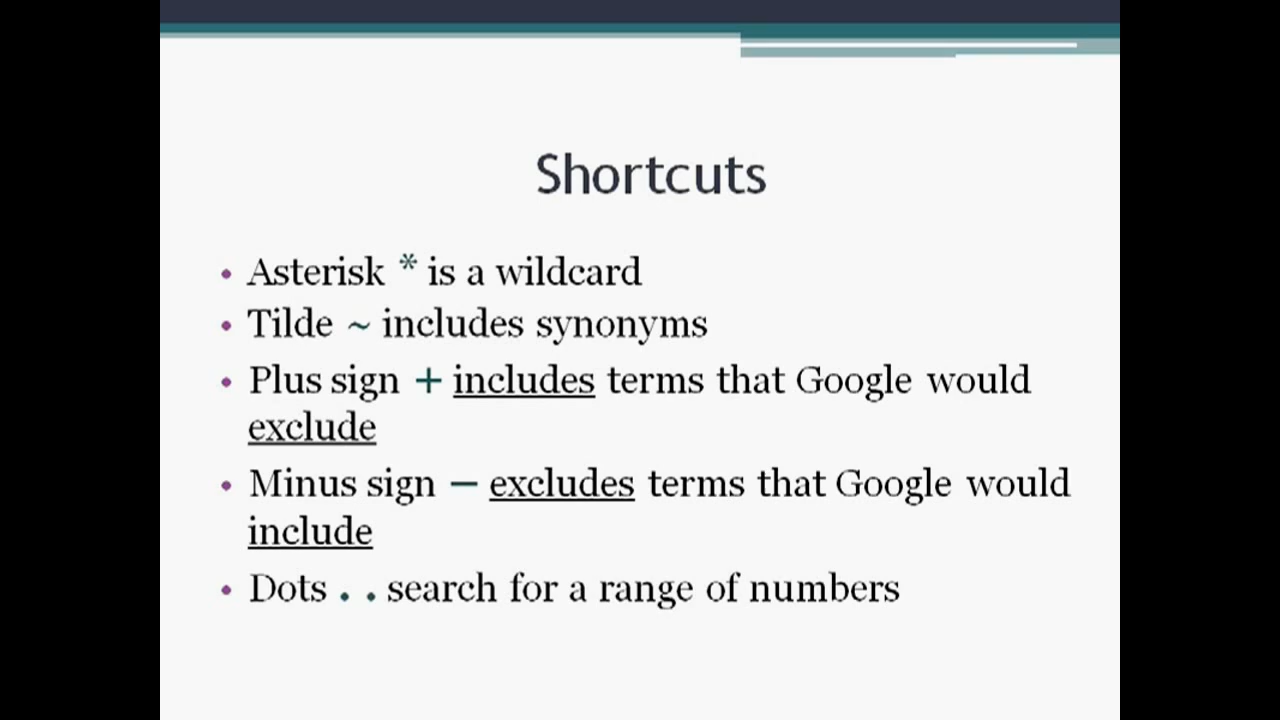 Shortcuts
• Asterisk * is a wildcard
• Tilde ~ includes synonyms
• Plus sign + includes terms that Google would
exclude
• Minus sign – excludes terms that Google would
include
• Dots . . search for a range of numbers